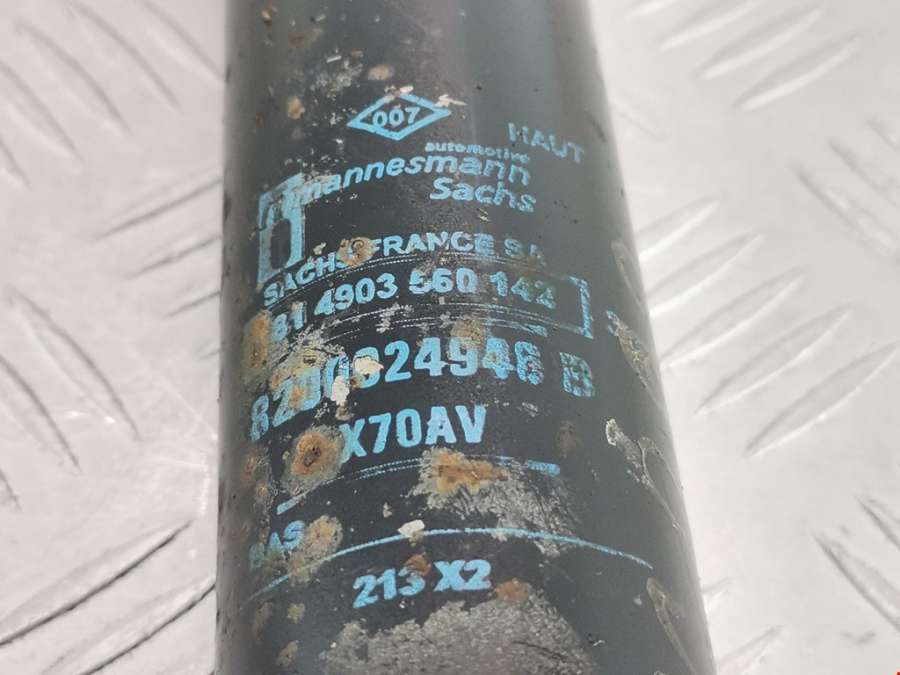 007
HAUT
automotive
mannesmann
Sachs
SACHS FRANCE SA
81 4903 560 142
8200024946 B
X70AV
BAS
213 X2